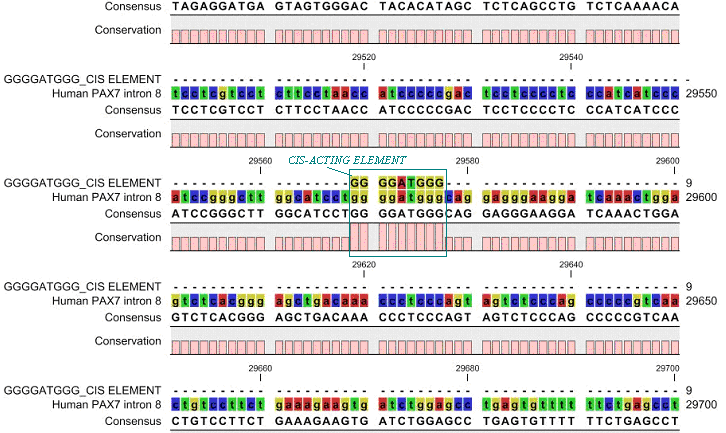 Consensus TAGAGGATGA GTAGTGGGAC TACACATAGC TCTCAGCCTG TCTCAAAACA
Conservation
29520 29540
GGGGATGGG_CIS ELEMENT - - - - - - - - - - - - - - - - - - - - - - - - - - - - - - - - - - - - - - - - - - - - - - - - - - -
Human PAX7 intron 8 tcctcgtcct cttcctaacc atcccccgac tcctcccctc ccatcatccc 29550
Consensus TCCTCGTCCT CTTCCTAACC ATCCCCCGAC TCCTCCCCTC CCATCATCCC
Conservation
29560 CIS-ACTING ELEMENT 29580 29600
GGGGATGGG_CIS ELEMENT - - - - - - - - - - - - - - - - - - GG GGATGGG - - - - - - - - - - - - - - - - - - - - - - - 9
Human PAX7 intron 8 atccgggctt ggcatcctgg ggatgggcag gagggaagga tcaaactgga 29600
Consensus ATCCGGGCTT GGCATCCTGG GGATGGGCAG GAGGGAAGGA TCAAACTGGA
Conservation
29620 29640
GGGGATGGG_CIS ELEMENT - - - - - - - - - - - - - - - - - - - - - - - - - - - - - - - - - - - - - - - - - - - - - - - - - - 9
Human PAX7 intron 8 gtctcacggg agctgacaaa ccctcccagt agtctcccag cccccgtcaa 29650
Consensus GTCTCACGGG AGCTGACAAA CCCTCCCAGT AGTCTCCCAG CCCCCGTCAA
Conservation
29660 29680 29700
GGGGATGGG_CIS ELEMENT - - - - - - - - - - - - - - - - - - - - - - - - - - - - - - - - - - - - - - - - - - - - - - - - - - 9
Human PAX7 intron 8 ctgtccttct gaaagaagtg atctggagcc tgagtgtttt ttctgagcct 29700
Consensus CTGTCCTTCT GAAAGAAGTG ATCTGGAGCC TGAGTGTTTT TTCTGAGCCT